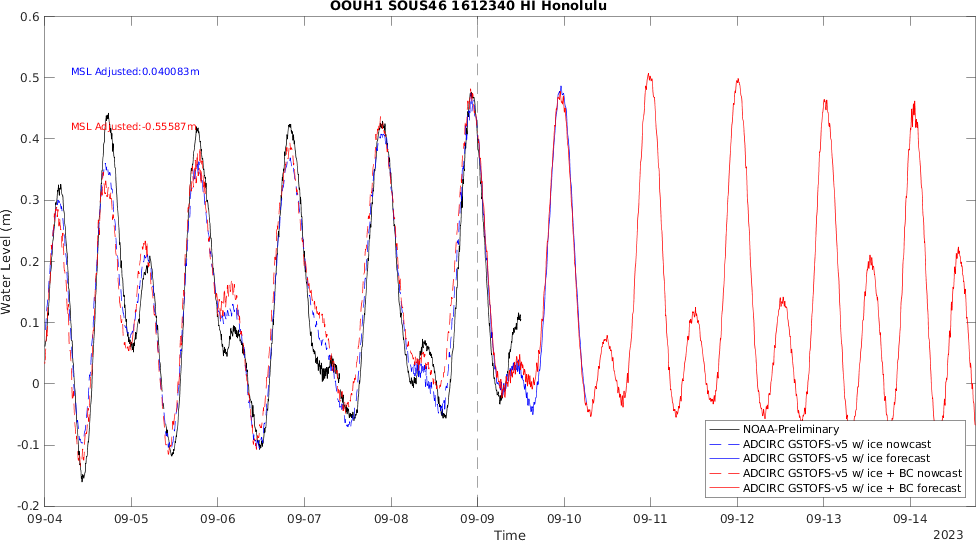 OOUH1 SOUS46 1612340 HI Honolulu
0.6
0.5
0.4
0.3
0.2
0.1
0
-0.1
-0.2
Water Level (m)
MSL Adjusted:0.040083m
MSL Adjusted:-0.55587m
NOAA-Preliminary
ADCIRC GSTOFS-v5 w/ ice nowcast
ADCIRC GSTOFS-v5 w/ ice forecast
ADCIRC GSTOFS-v5 w/ ice + BC nowcast
ADCIRC GSTOFS-v5 w/ ice + BC forecast
09-04 09-05 09-06 09-07 09-08 09-09 09-10 09-11 09-12 09-13 09-14
Time
2023